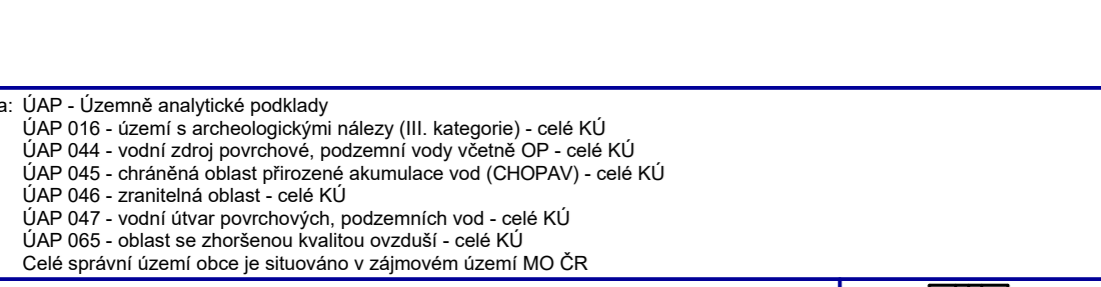 ÚAP - Územně analytické podklady
ÚAP 016 - území s archeologickými nálezy (III. kategorie) - celé KÚ
ÚAP 044 - vodní zdroj povrchové, podzemní vody včetně OP - celé KÚ
ÚAP 045 - chráněná oblast přirozené akumulace vod (CHOPAV) - celé KÚ
ÚAP 046 - zranitelná oblast - celé KÚ
ÚAP 047 - vodní útvar povrchových, podzemních vod - celé KÚ
ÚAP 065 - oblast se zhoršenou kvalitou ovzduší - celé KÚ
Celé správní území obce je situováno v zájmovém území MO ČR